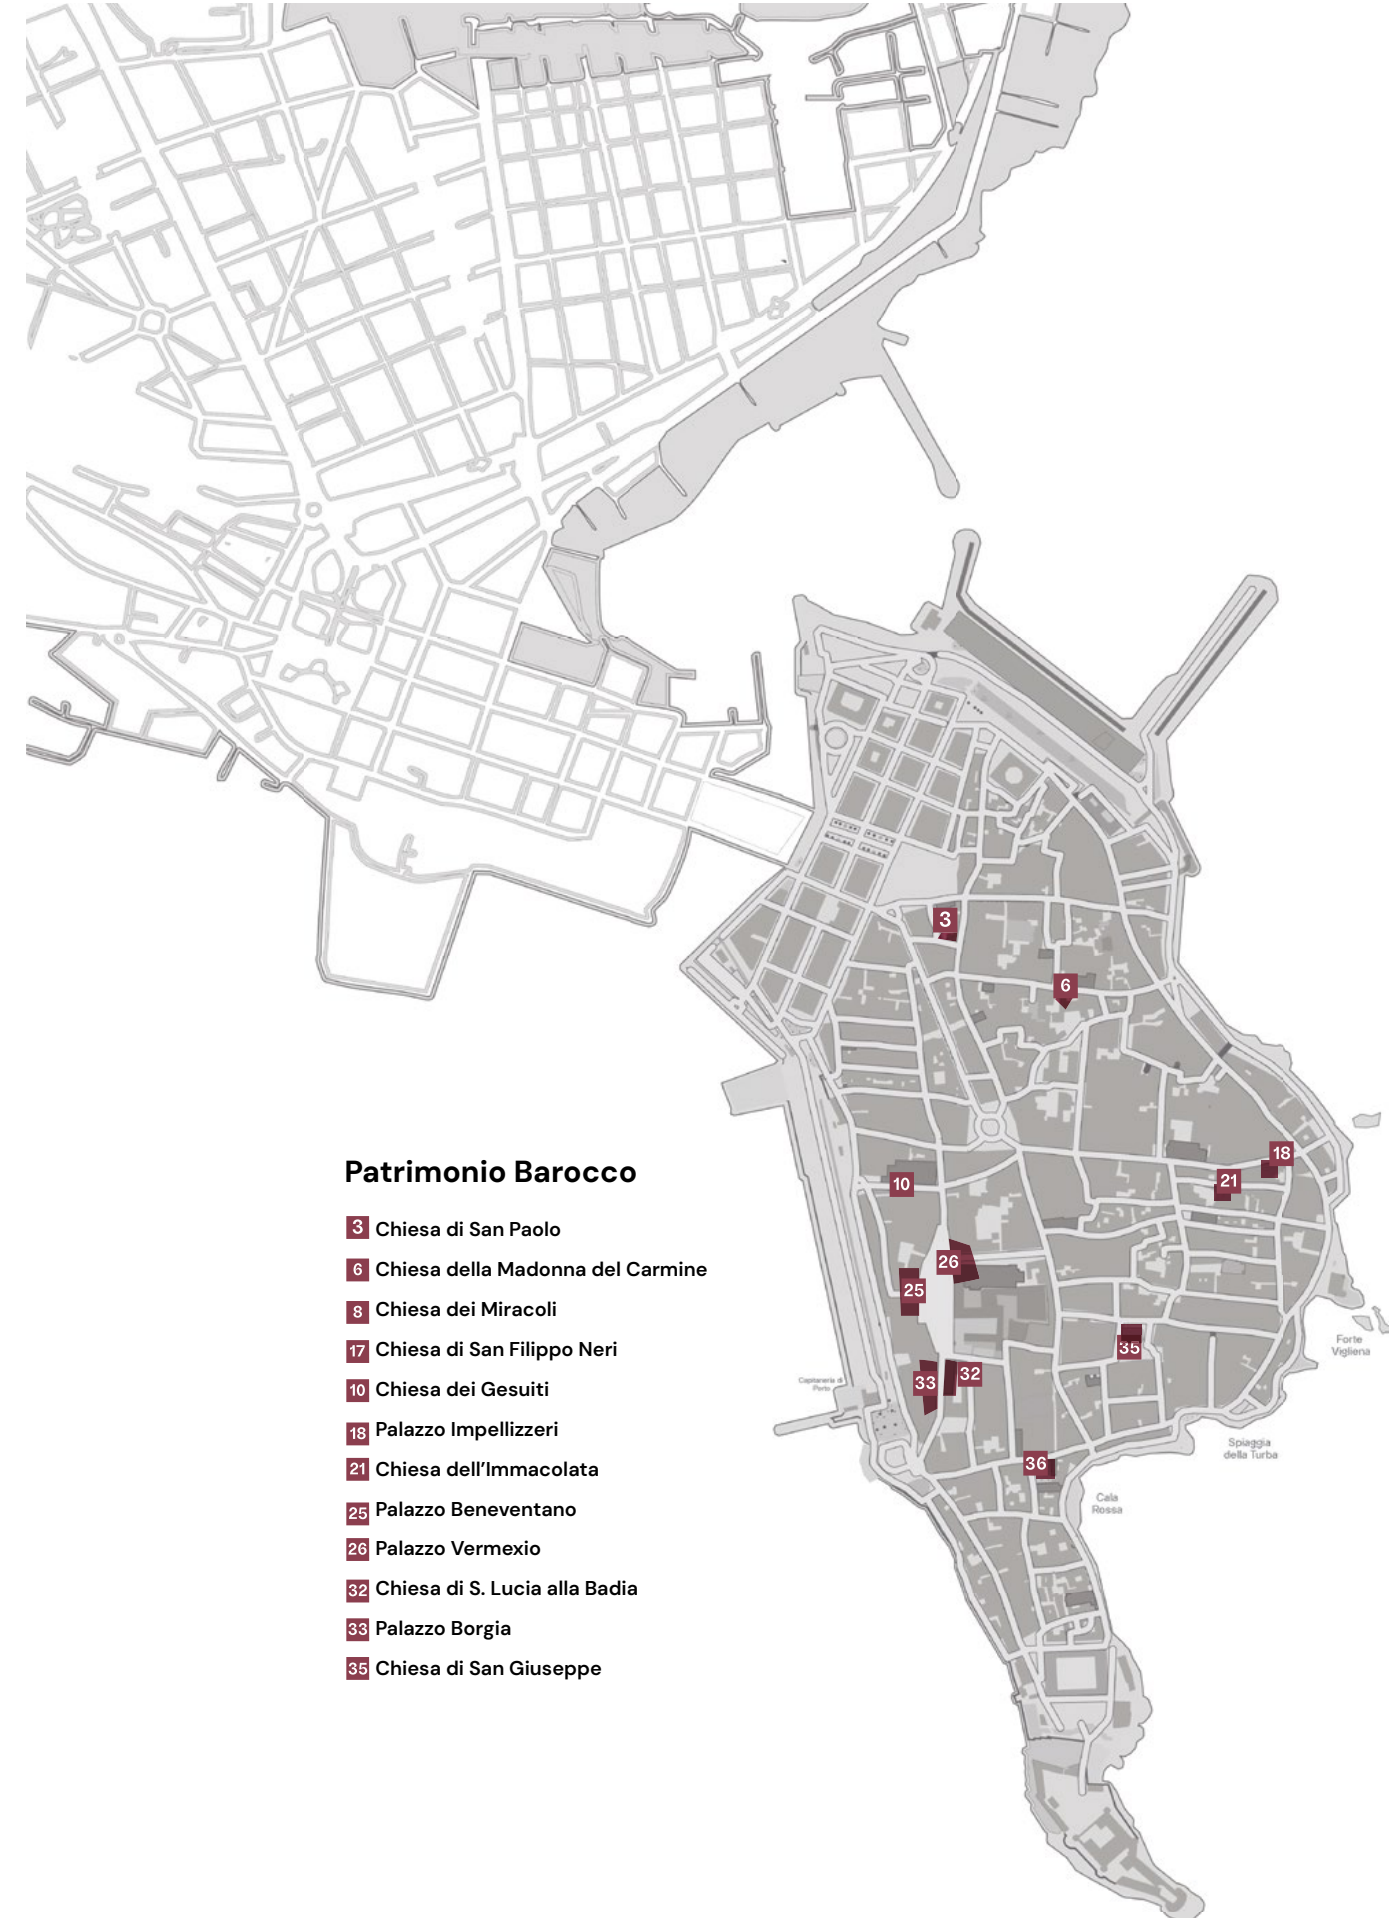 3
6
18
21
10
26
25
35
32
33
36
Forte
Vigliena
Capitaneria di
Porto
Spiaggia
della Turba
Cala
Rossa
Patrimonio Barocco
3 Chiesa di San Paolo
6 Chiesa della Madonna del Carmine
8 Chiesa dei Miracoli
17 Chiesa di San Filippo Neri
10 Chiesa dei Gesuiti
18 Palazzo Impellizzeri
21 Chiesa dell’Immacolata
25 Palazzo Beneventano
26 Palazzo Vermexio
32 Chiesa di S. Lucia alla Badia
33 Palazzo Borgia
35 Chiesa di San Giuseppe